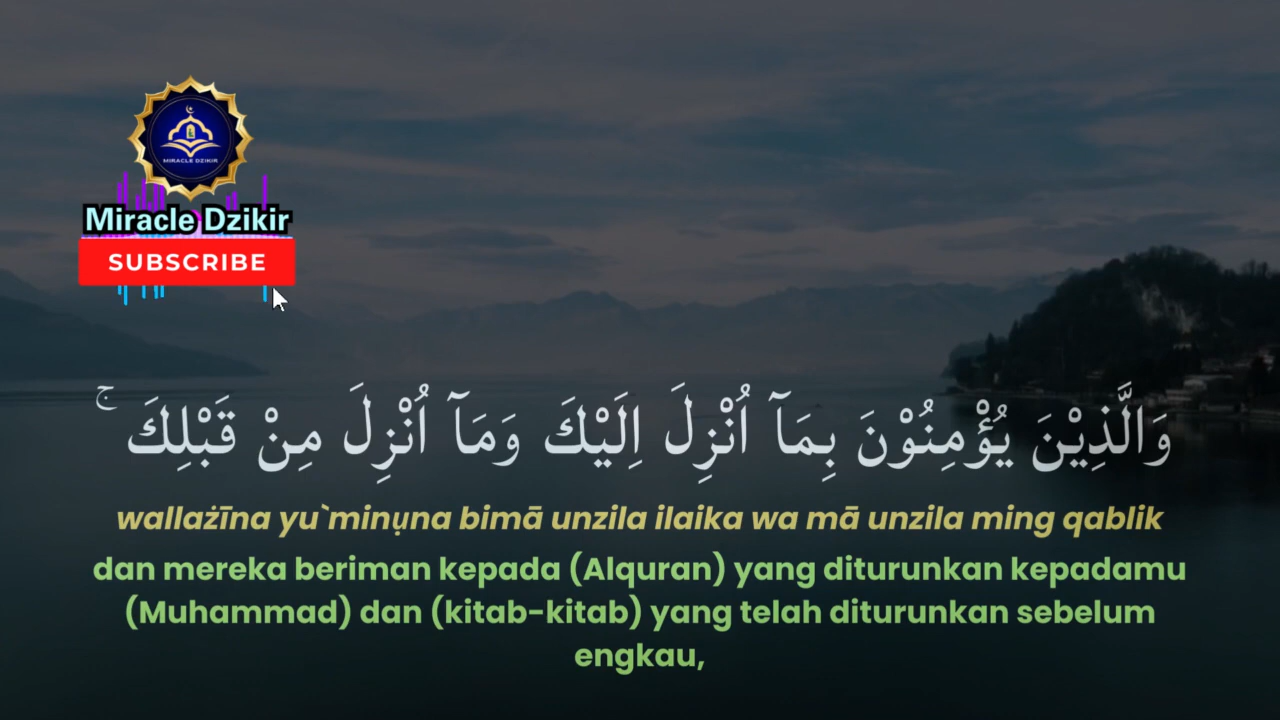 MIRACLE DZIKIR
Miracle Dzikir
SUBSCRIBE
وَالَّذِيْنَ يُؤْمِنُوْنَ بِمَآ اُنْزِلَ اِلَيْكَ وَمَآ اُنْزِلَ مِنْ قَبْلِكَ ۚ
wallażīna yu`minụna bimā unzila ilaika wa mā unzila ming qablik
dan mereka beriman kepada (Alquran) yang diturunkan kepadamu
(Muhammad) dan (kitab-kitab) yang telah diturunkan sebelum
engkau,